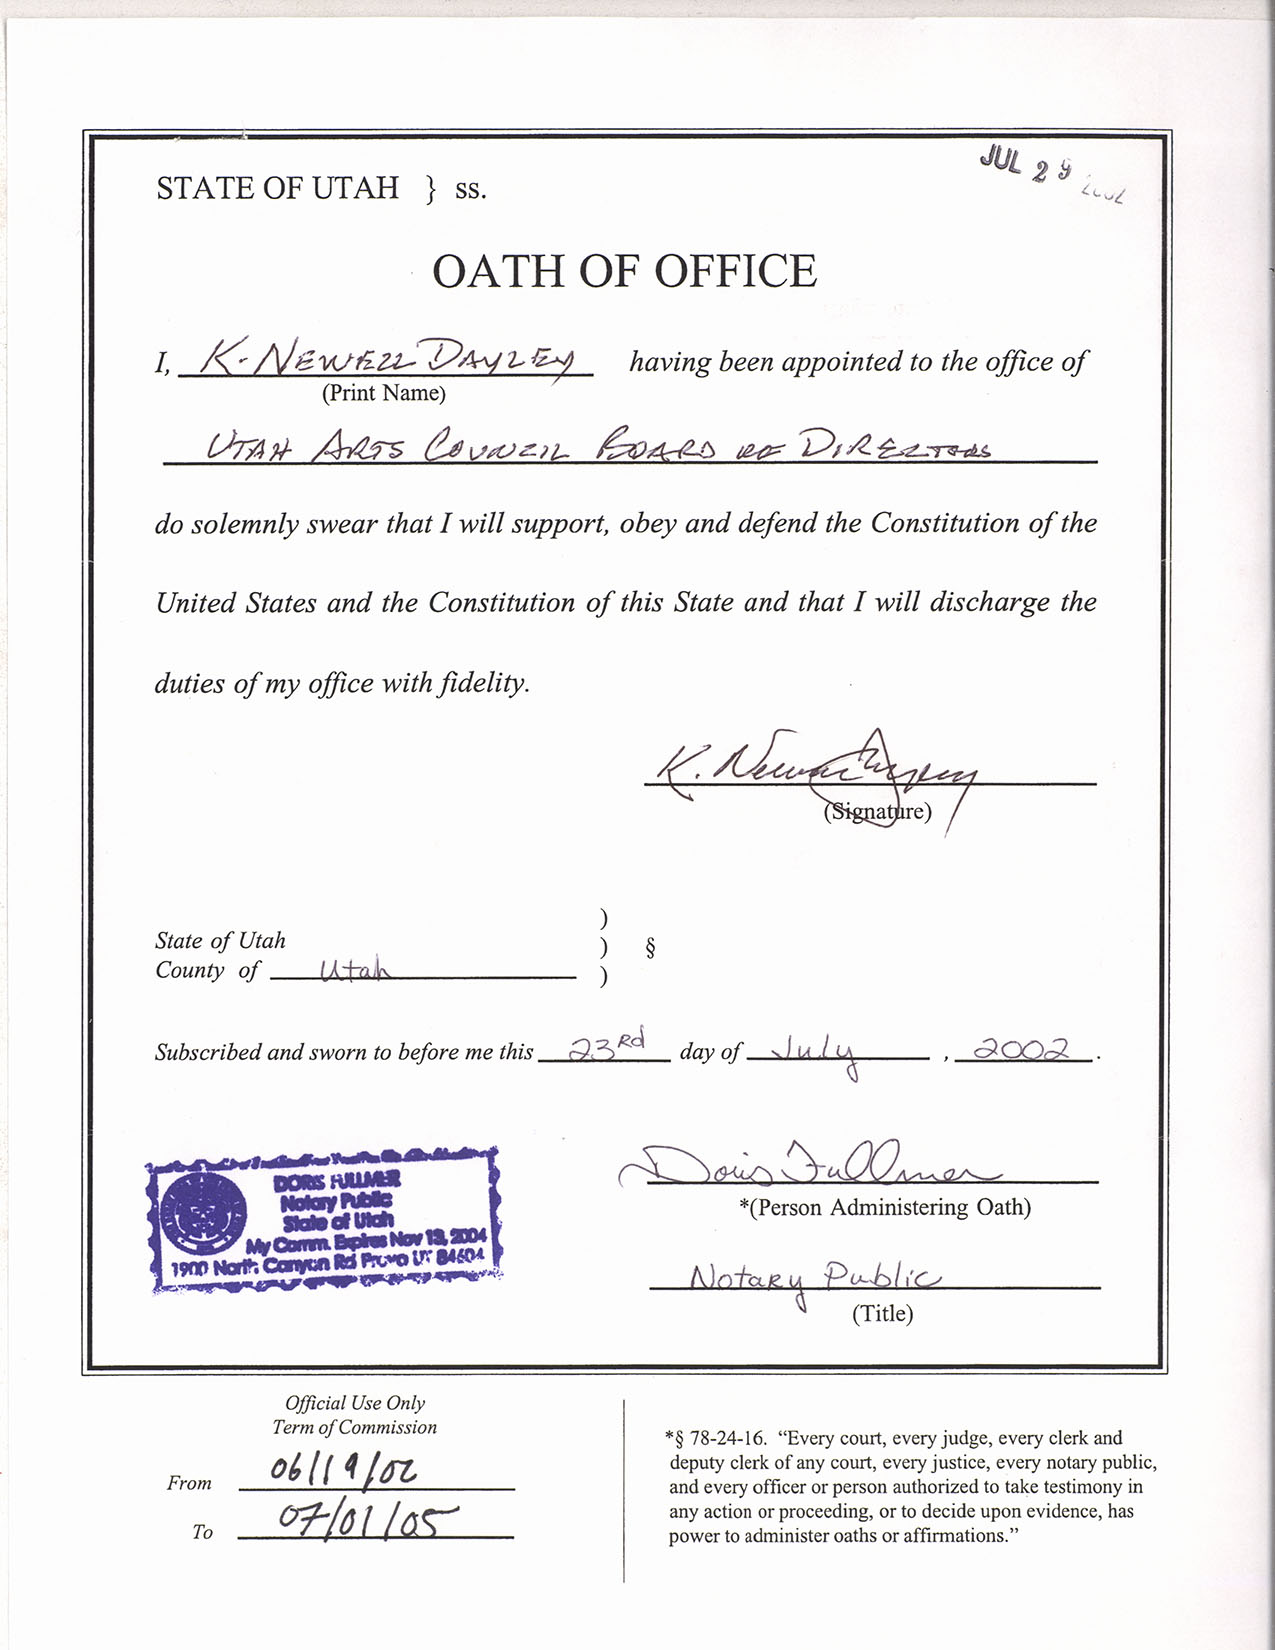 JUL 29 2002
STATE OF UTAH } ss.
OATH OF OFFICE
I, K. NEWELL DAYLEY having been appointed to the office of
(Print Name)
UTAH ARTS COUNCIL BOARD OF DIRECTORS
do solemnly swear that I will support, obey and defend the Constitution of the
United States and the Constitution of this State and that I will discharge the
duties of my office with fidelity.
K. Newell Dayley
(Signature)
)
State of Utah ) §
County of Utah )
Subscribed and sworn to before me this 23Rd day of July, 2002.
Doris Fullmer
*(Person Administering Oath)
DORIS FULLMER
Notary Public
State of Utah
My Comm. Expires Nov 13, 2004
1900 North Canyon Rd Provo UT 84604
Notary Public
(Title)
Official Use Only
Term of Commission
From 06/19/02
To 07/01/05
*§ 78-24-16. “Every court, every judge, every clerk and
deputy clerk of any court, every justice, every notary public,
and every officer or person authorized to take testimony in
any action or proceeding, or to decide upon evidence, has
power to administer oaths or affirmations.”